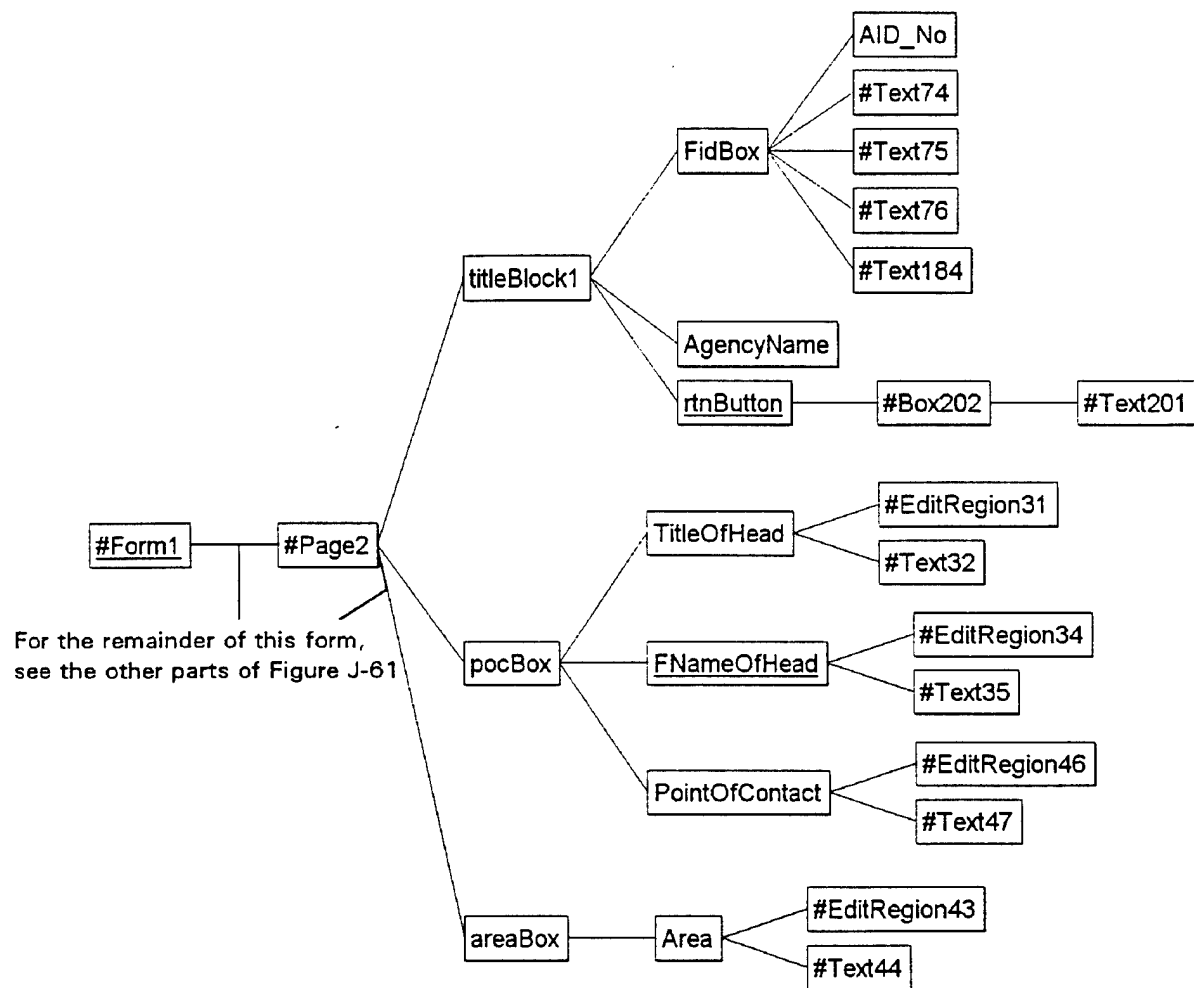 AID_No
#Text74
FidBox
#Text75
#Text76
#Text184
titleBlock1
AgencyName
rtnButton
#Box202
#Text201
#EditRegion31
TitleOfHead
#Text32
#Form1
#Page2
For the remainder of this form,
see the other parts of Figure J-61
pocBox
#EditRegion34
FNameOfHead
#Text35
#EditRegion46
PointOfContact
#Text47
#EditRegion43
areaBox
Area
#Text44